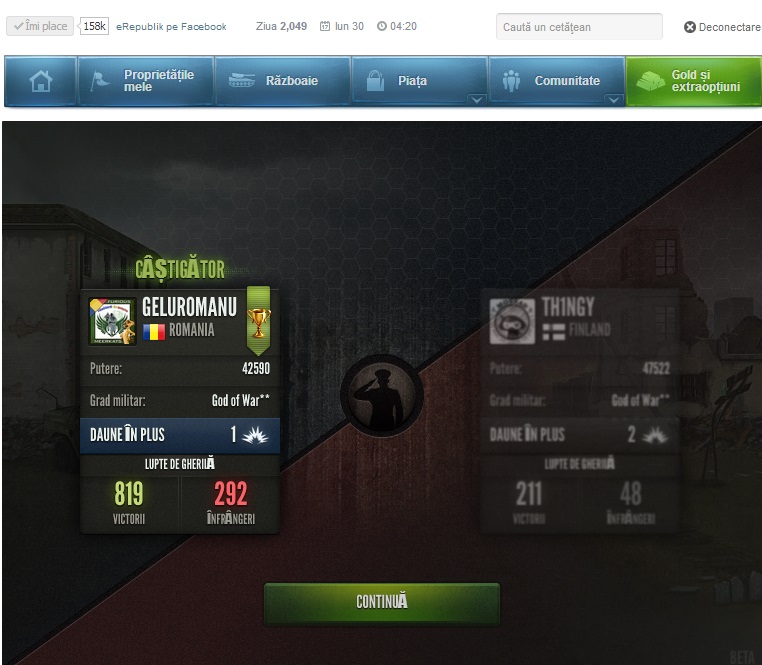 Îmi place 158k eRepublik pe Facebook Ziua 2,049 lun 30 04:20 Caută un cetățean Deconectare
Proprietățile mele
Războaie
Piața
Comunitate
Gold și extraopțiuni
CÂȘTIGĂTOR
GELUROMANU
ROMANIA
Putere: 42590
Grad militar: God of War**
DAUNE ÎN PLUS 1
LUPTE DE GHERILĂ
819 292
VICTORII ÎNFRÂNGERI
TH1NGY
FINLAND
Putere: 47522
Grad militar: God of War**
DAUNE ÎN PLUS 2
LUPTE DE GHERILĂ
211 48
VICTORII ÎNFRÂNGERI
CONTINUĂ
BETA